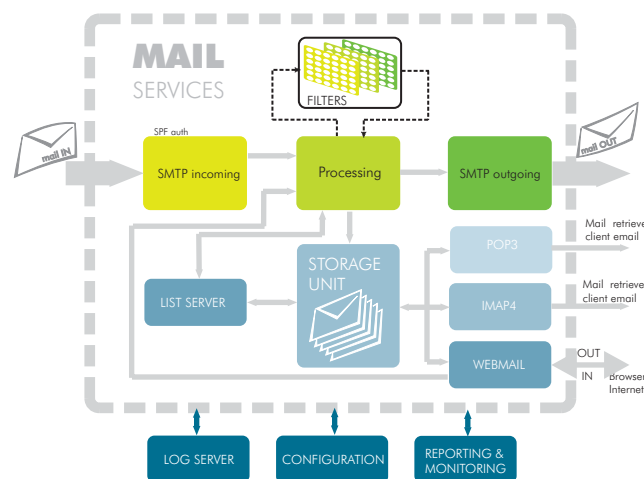 MAIL
SERVICES
FILTERS
mail IN
mail OUT
SPF auth
SMTP incoming
Processing
SMTP outgoing
Mail retrieve
client email
POP3
STORAGE
UNIT
LIST SERVER
IMAP4
Mail retrieve
client email
WEBMAIL
OUT
IN
Browser
Internet
LOG SERVER
CONFIGURATION
REPORTING &
MONITORING